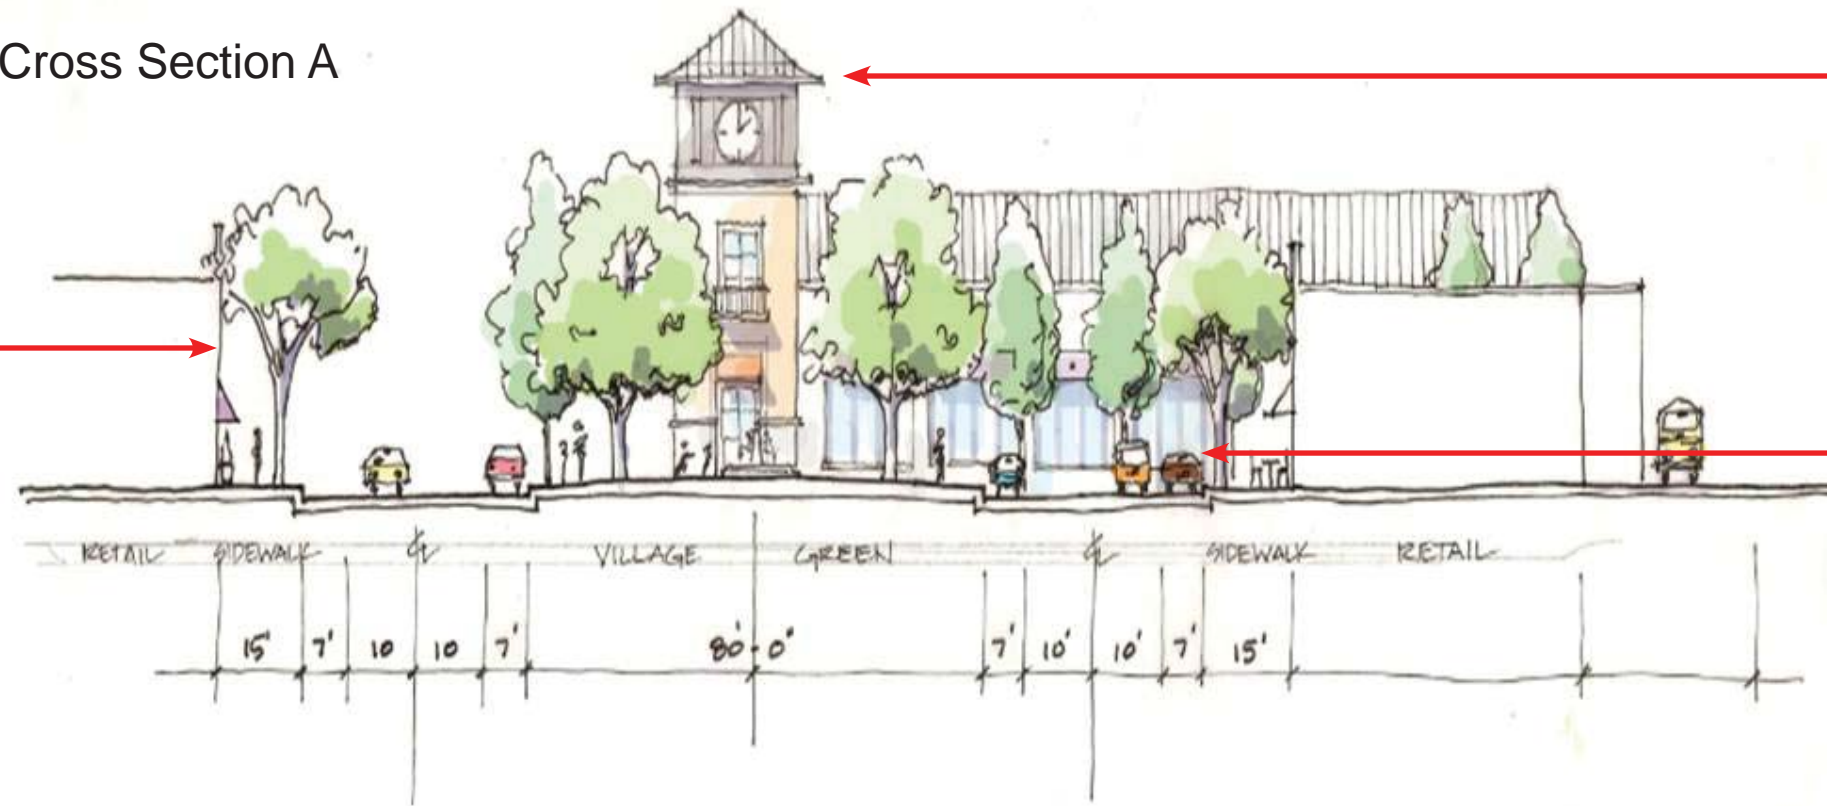 Cross Section A
RETAIL SIDEWALK ℄ VILLAGE GREEN ℄ SIDEWALK RETAIL
15' 7' 10 10 7' 80'-0" 7' 10' 10' 7' 15'